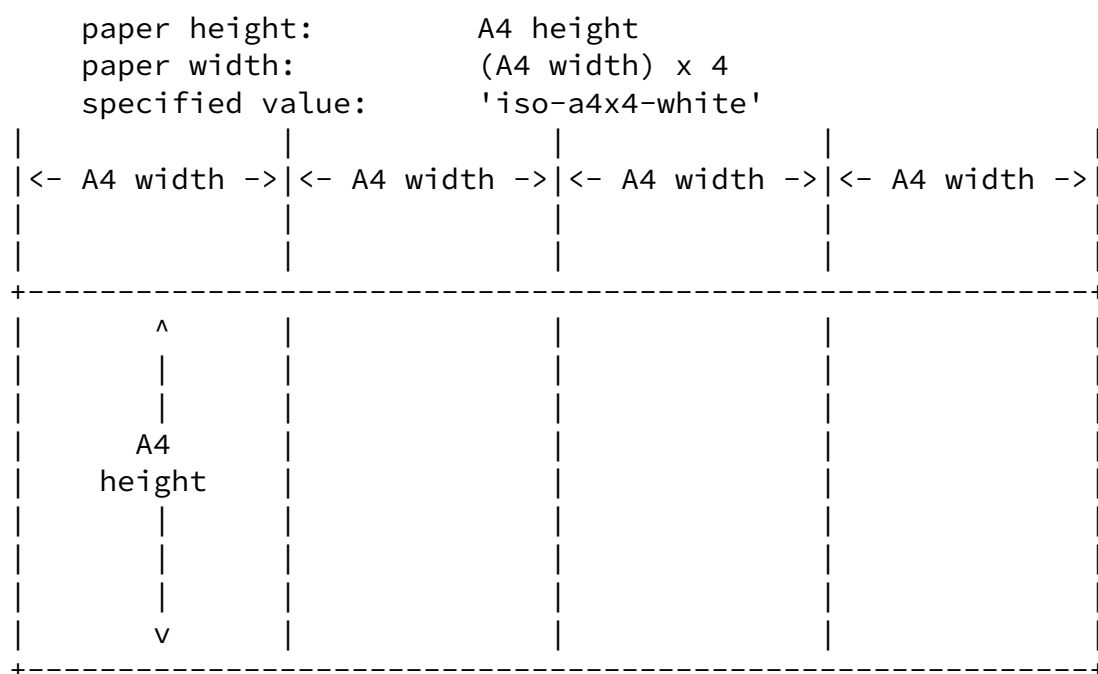 paper height: A4 height
paper width: (A4 width) x 4
specified value: 'iso-a4x4-white'
|<- A4 width ->|<- A4 width ->|<- A4 width ->|<- A4 width ->|
^
A4
height
v